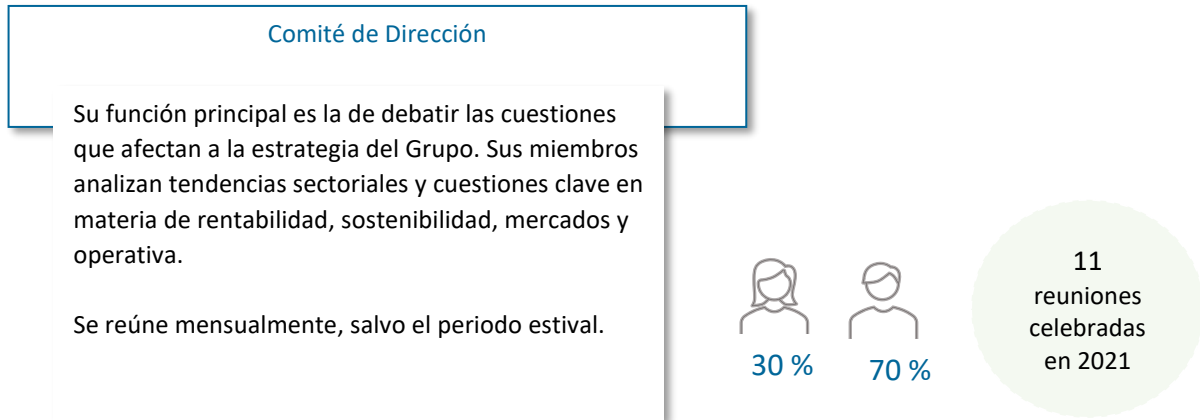 Comité de Dirección
Su función principal es la de debatir las cuestiones
que afectan a la estrategia del Grupo. Sus miembros
analizan tendencias sectoriales y cuestiones clave en
materia de rentabilidad, sostenibilidad, mercados y
operativa.
Se reúne mensualmente, salvo el periodo estival.
30 %
70 %
11
reuniones
celebradas
en 2021